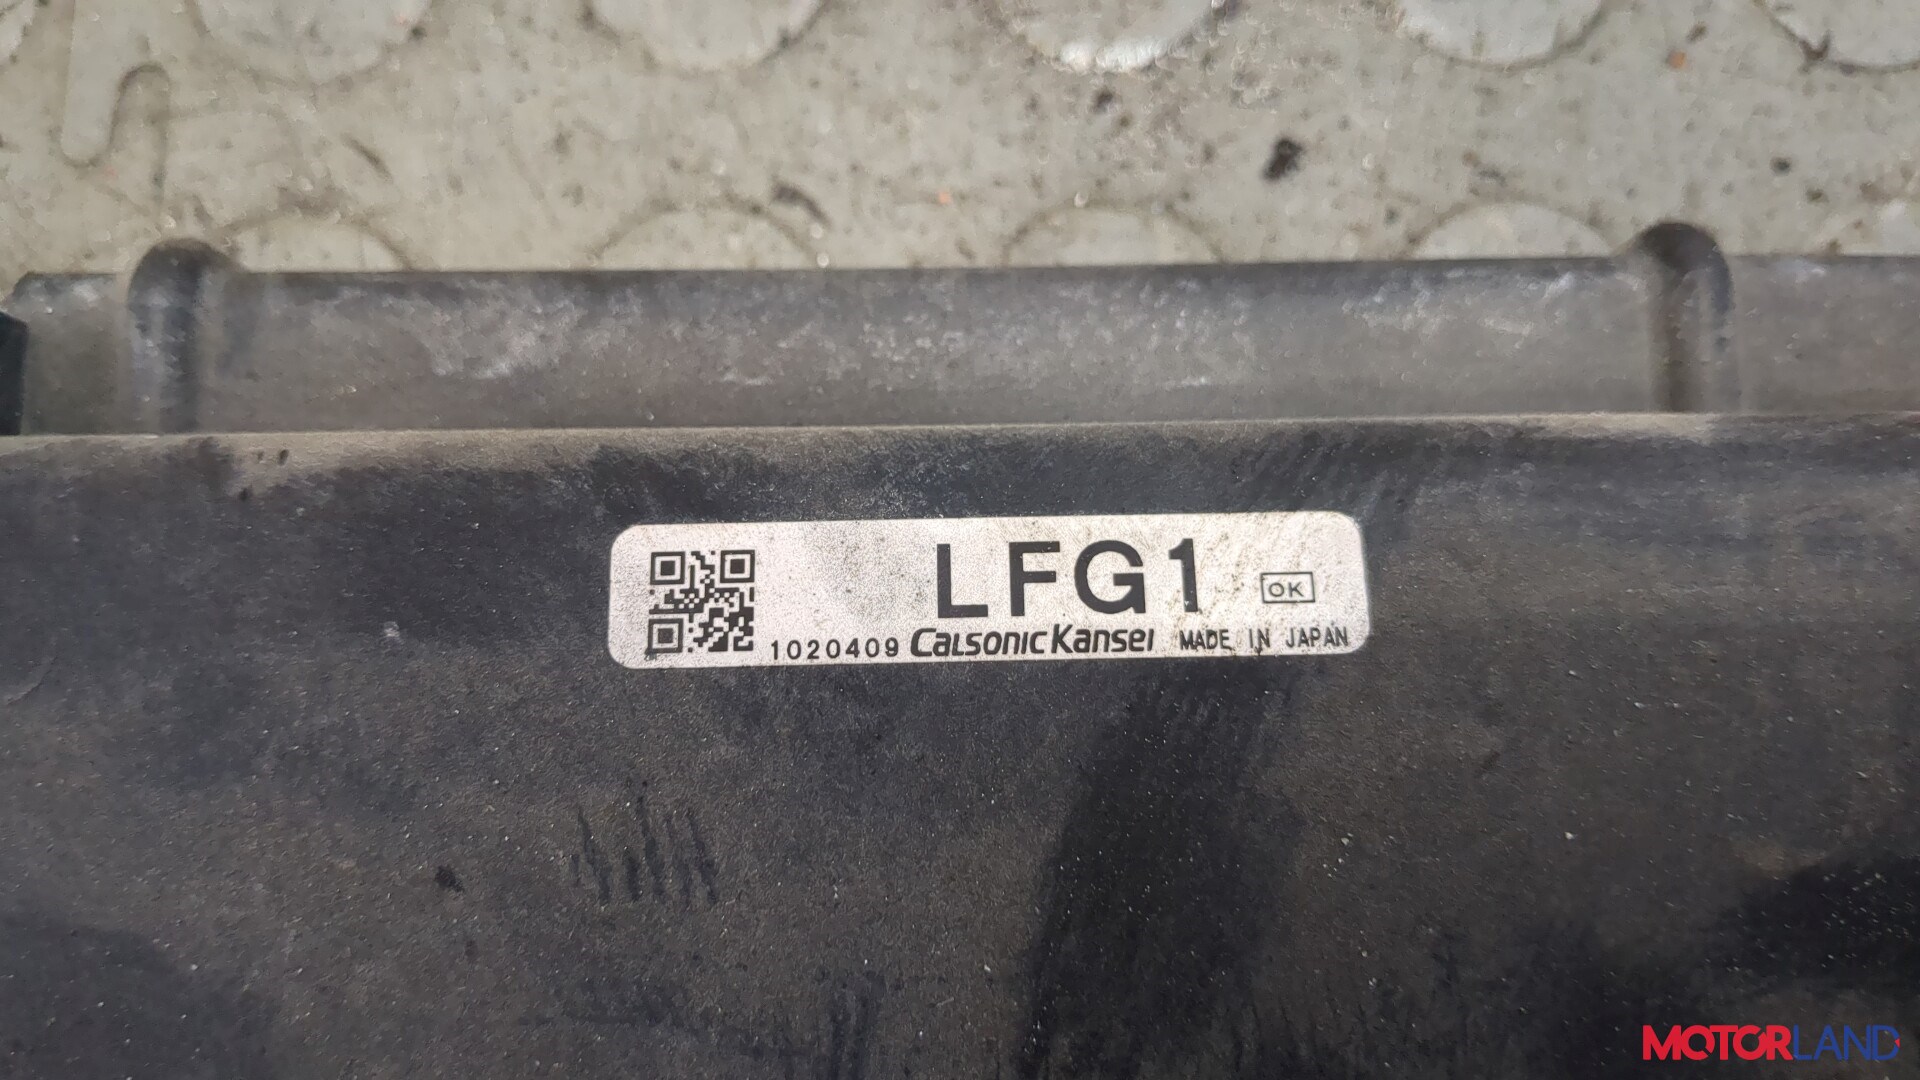 LFG1 OK
1020409 CalsonicKansei MADE IN JAPAN
MOTORLAND